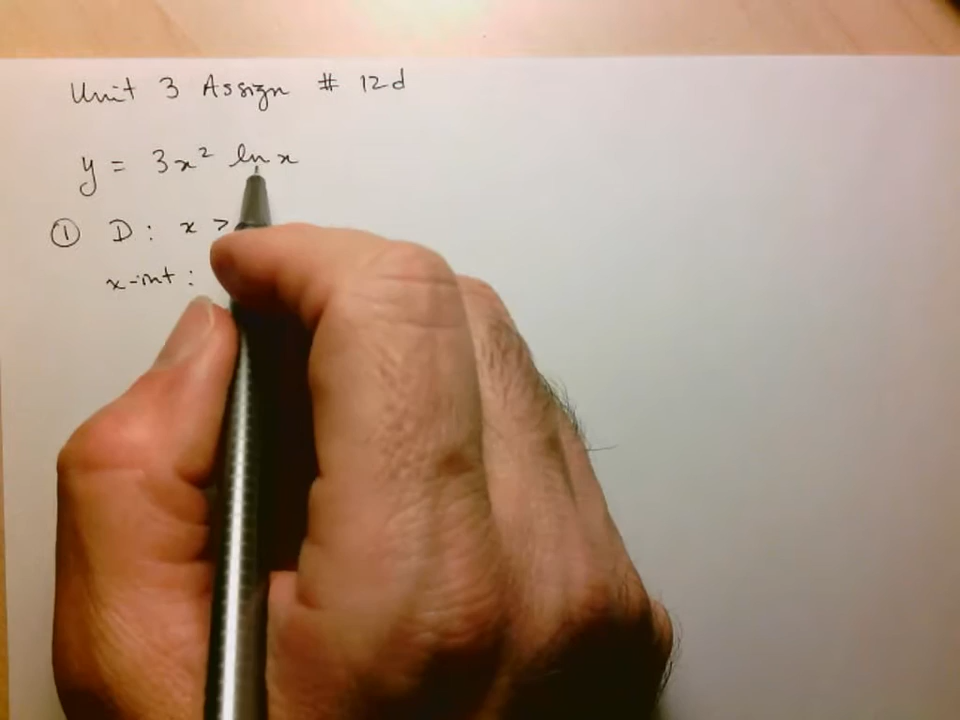 Unit 3 Assign # 12d
y = 3x² ln x
① D: x >
x-int: